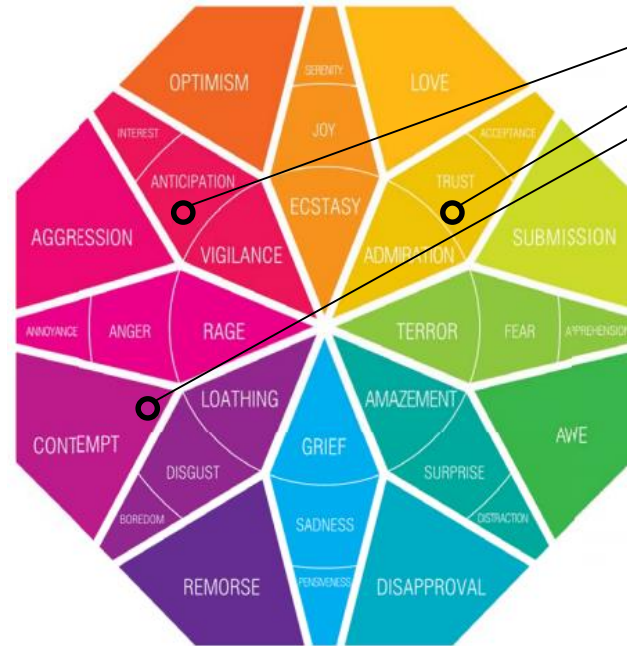 SERENITY
OPTIMISM
LOVE
INTEREST
JOY
ACCEPTANCE
ANTICIPATION
TRUST
ECSTASY
AGGRESSION
SUBMISSION
VIGILANCE
ADMIRATION
ANNOYANCE
ANGER
RAGE
TERROR
FEAR
APPREHENSION
LOATHING
AMAZEMENT
CONTEMPT
GRIEF
AWE
DISGUST
SURPRISE
BOREDOM
SADNESS
DISTRACTION
REMORSE
PENSIVENESS
DISAPPROVAL